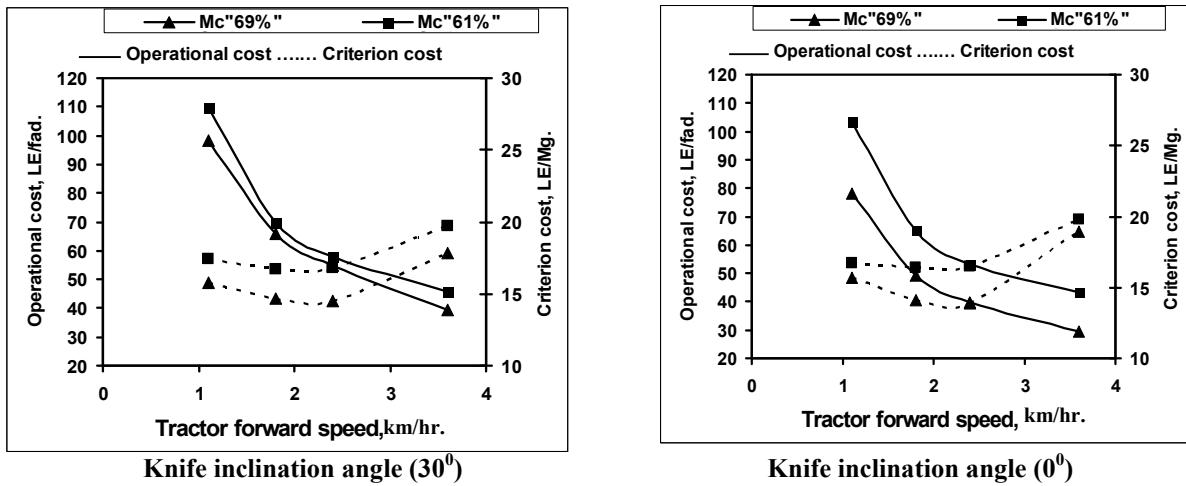 Mc"69%" Mc"61%"
Operational cost ....... Criterion cost
120
110
100
90
80
70
60
50
40
30
20
Operational cost, LE/fad.
30
25
20
15
10
Criterion cost, LE/Mg.
0 1 2 3 4
Tractor forward speed,km/hr.
Knife inclination angle (30⁰)
Mc"69%" Mc"61%"
Operational cost ....... Criterion cost
120
110
100
90
80
70
60
50
40
30
20
Operational cost, LE/fad.
30
25
20
15
10
Criterion cost, LE/Mg.
0 1 2 3 4
Tractor forward speed, km/hr.
Knife inclination angle (0⁰)